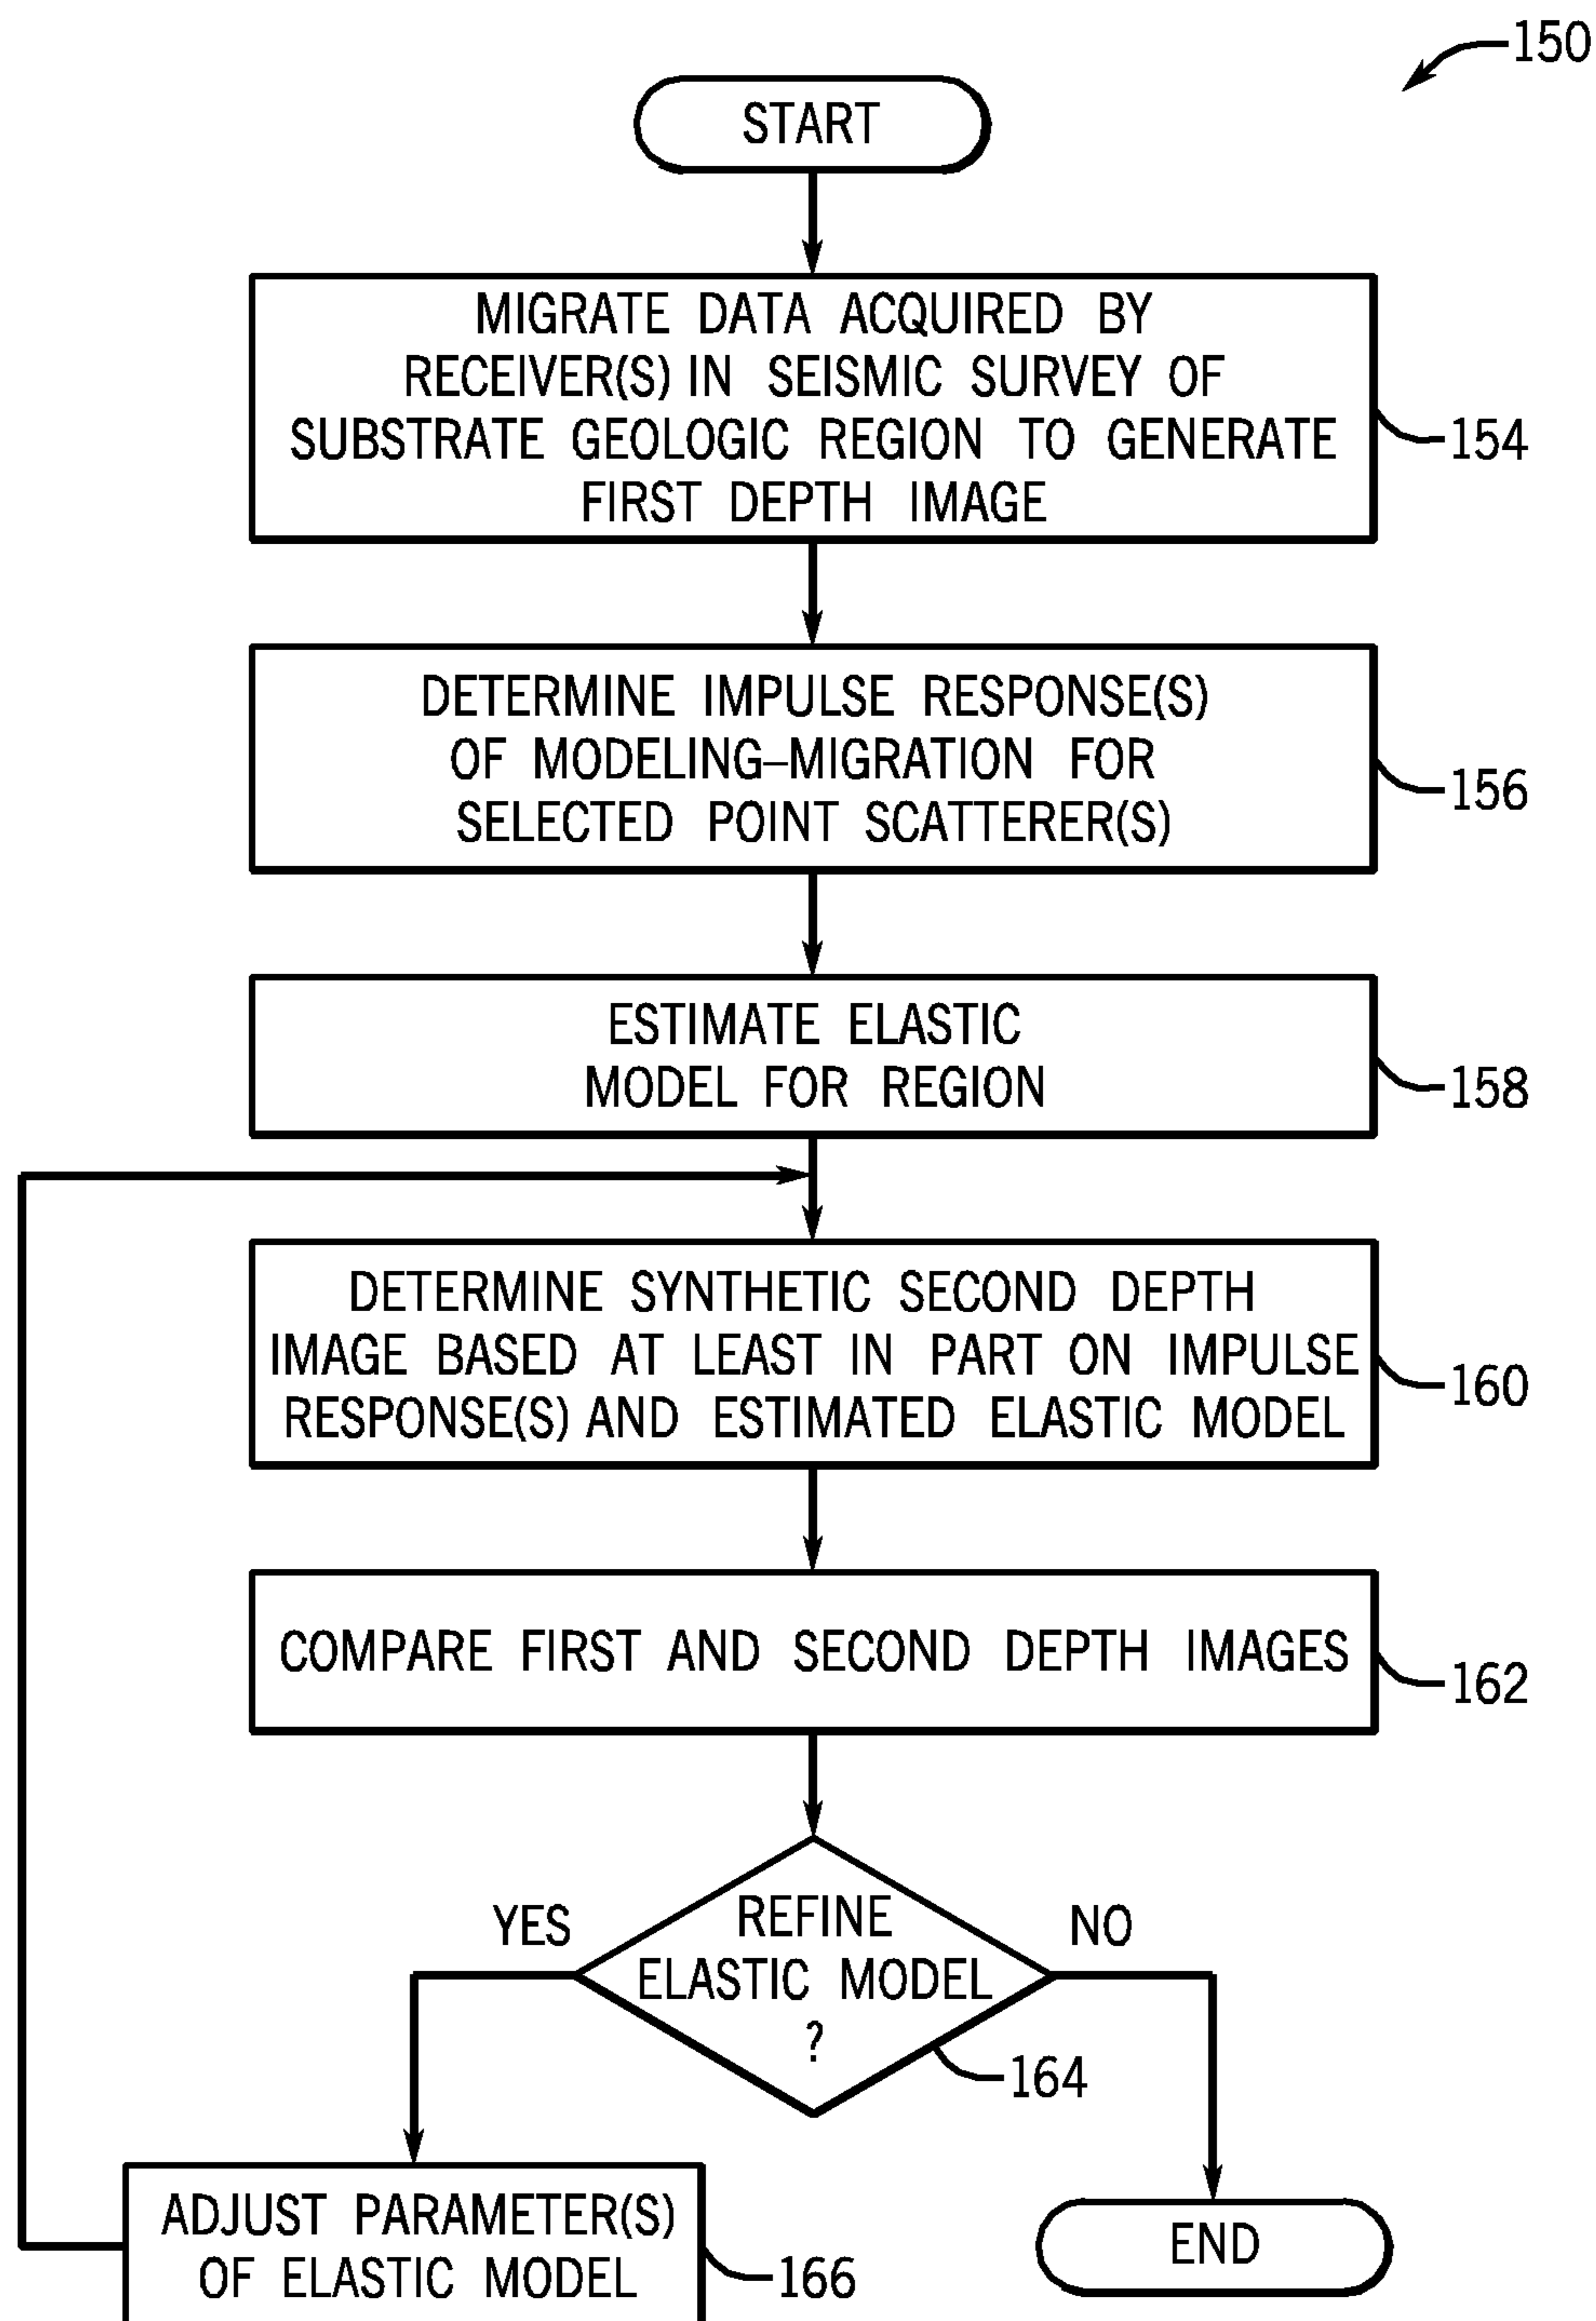 150
START
MIGRATE DATA ACQUIRED BY
RECEIVER(S) IN SEISMIC SURVEY OF
SUBSTRATE GEOLOGIC REGION TO GENERATE
FIRST DEPTH IMAGE
154
DETERMINE IMPULSE RESPONSE(S)
OF MODELING–MIGRATION FOR
SELECTED POINT SCATTERER(S)
156
ESTIMATE ELASTIC
MODEL FOR REGION
158
DETERMINE SYNTHETIC SECOND DEPTH
IMAGE BASED AT LEAST IN PART ON IMPULSE
RESPONSE(S) AND ESTIMATED ELASTIC MODEL
160
COMPARE FIRST AND SECOND DEPTH IMAGES
162
YES
REFINE
ELASTIC MODEL
?
NO
164
ADJUST PARAMETER(S)
OF ELASTIC MODEL
166
END